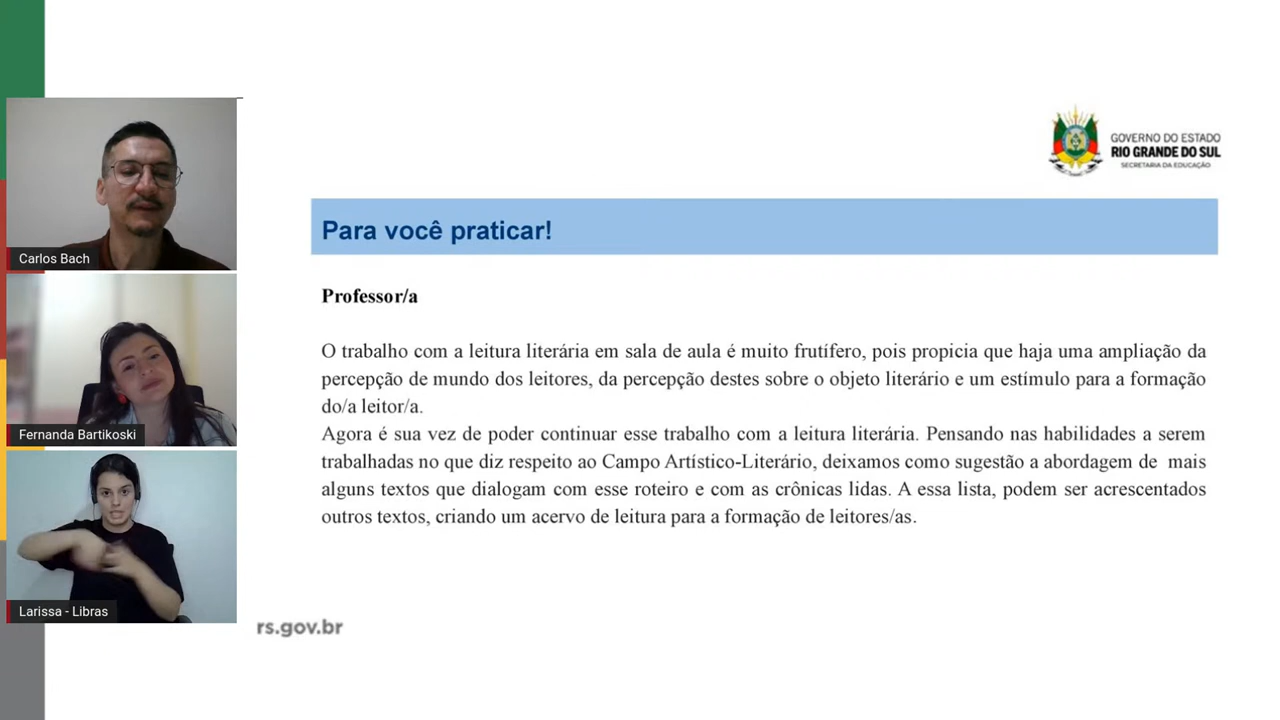 GOVERNO DO ESTADO
RIO GRANDE DO SUL
SECRETARIA DA EDUCAÇÃO
Para você praticar!
Professor/a
O trabalho com a leitura literária em sala de aula é muito frutífero, pois propicia que haja uma ampliação da
percepção de mundo dos leitores, da percepção destes sobre o objeto literário e um estímulo para a formação
do/a leitor/a.
Agora é sua vez de poder continuar esse trabalho com a leitura literária. Pensando nas habilidades a serem
trabalhadas no que diz respeito ao Campo Artístico-Literário, deixamos como sugestão a abordagem de mais
alguns textos que dialogam com esse roteiro e com as crônicas lidas. A essa lista, podem ser acrescentados
outros textos, criando um acervo de leitura para a formação de leitores/as.
Carlos Bach
Fernanda Bartikoski
Larissa - Libras
rs.gov.br